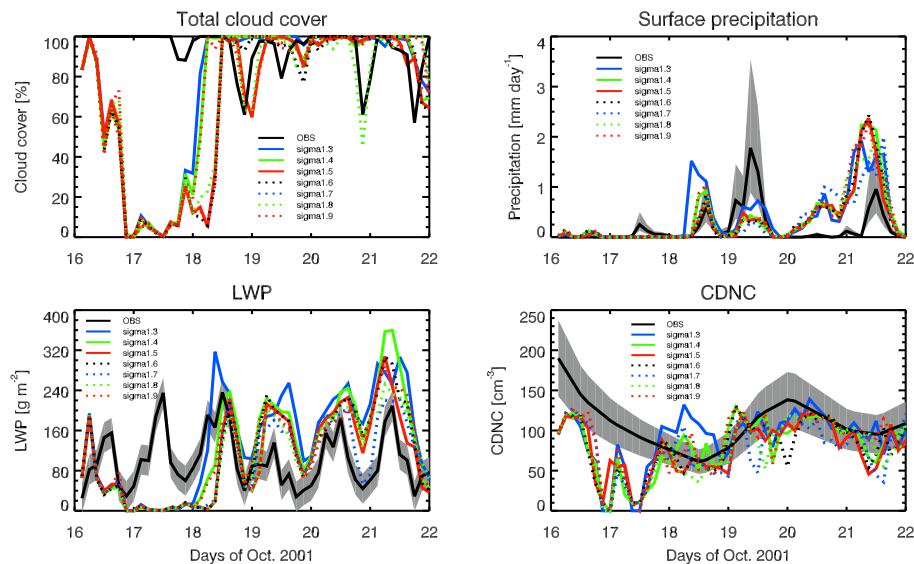 Total cloud cover
Surface precipitation
Cloud cover [%]
100
80
60
40
20
0
OBS
sigma1.3
sigma1.4
sigma1.5
sigma1.6
sigma1.7
sigma1.8
sigma1.9
16 17 18 19 20 21 22
Precipitation [mm day-1]
4
3
2
1
0
OBS
sigma1.3
sigma1.4
sigma1.5
sigma1.6
sigma1.7
sigma1.8
sigma1.9
16 17 18 19 20 21 22
LWP
CDNC
LWP [g m-2]
400
320
240
160
80
0
OBS
sigma1.3
sigma1.4
sigma1.5
sigma1.6
sigma1.7
sigma1.8
sigma1.9
16 17 18 19 20 21 22
Days of Oct. 2001
CDNC [cm-3]
250
200
150
100
50
0
OBS
sigma1.3
sigma1.4
sigma1.5
sigma1.6
sigma1.7
sigma1.8
sigma1.9
16 17 18 19 20 21 22
Days of Oct. 2001